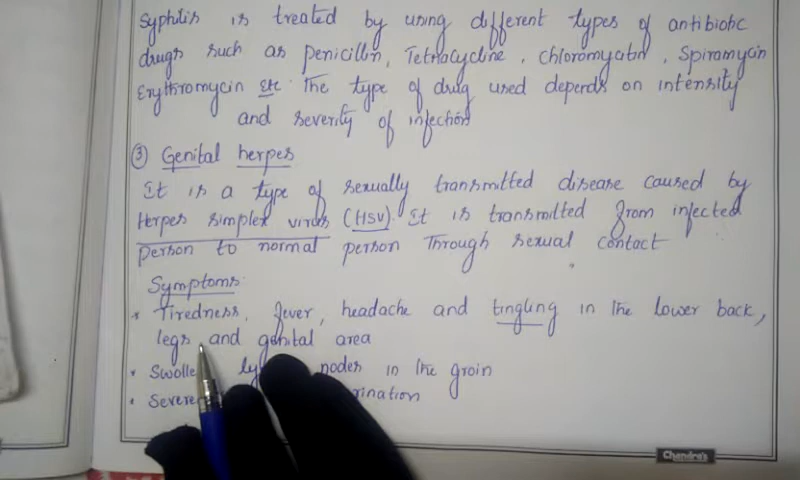 Syphilis is treated by using different types of antibiotic
drugs such as penicillin, Tetracycline, chloromycitin, Spiramycin
Erythromycin etc. The type of drug used depends on intensity
and severity of infection
③ Genital herpes
It is a type of sexually transmitted disease caused by
Herpes simplex virus (HSV). It is transmitted from infected
person to normal person through sexual contact
Symptoms:
* Tiredness, fever, headache and tingling in the lower back,
legs and genital area
* Swolle nodes in the groin
* Severe rination
Chandra's